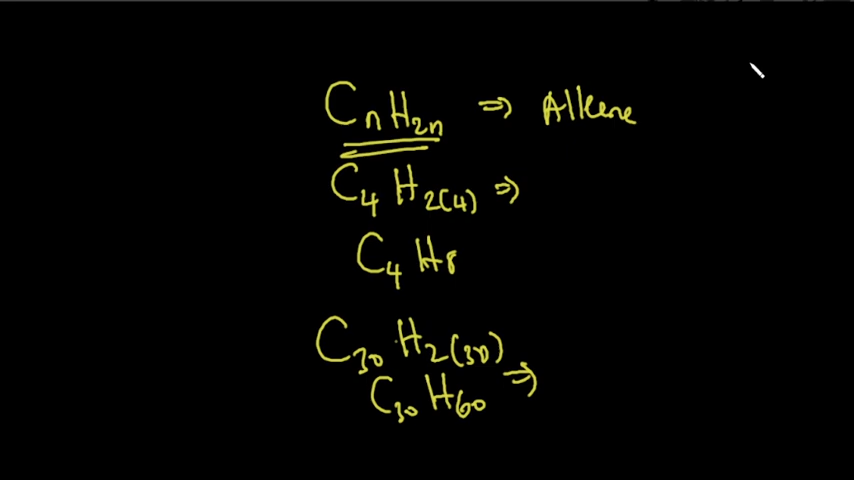 CnH2n ⇒ Alkene
C4 H2(4) ⇒
C4 H8
C30 H2(30)
C30 H60 ⇒